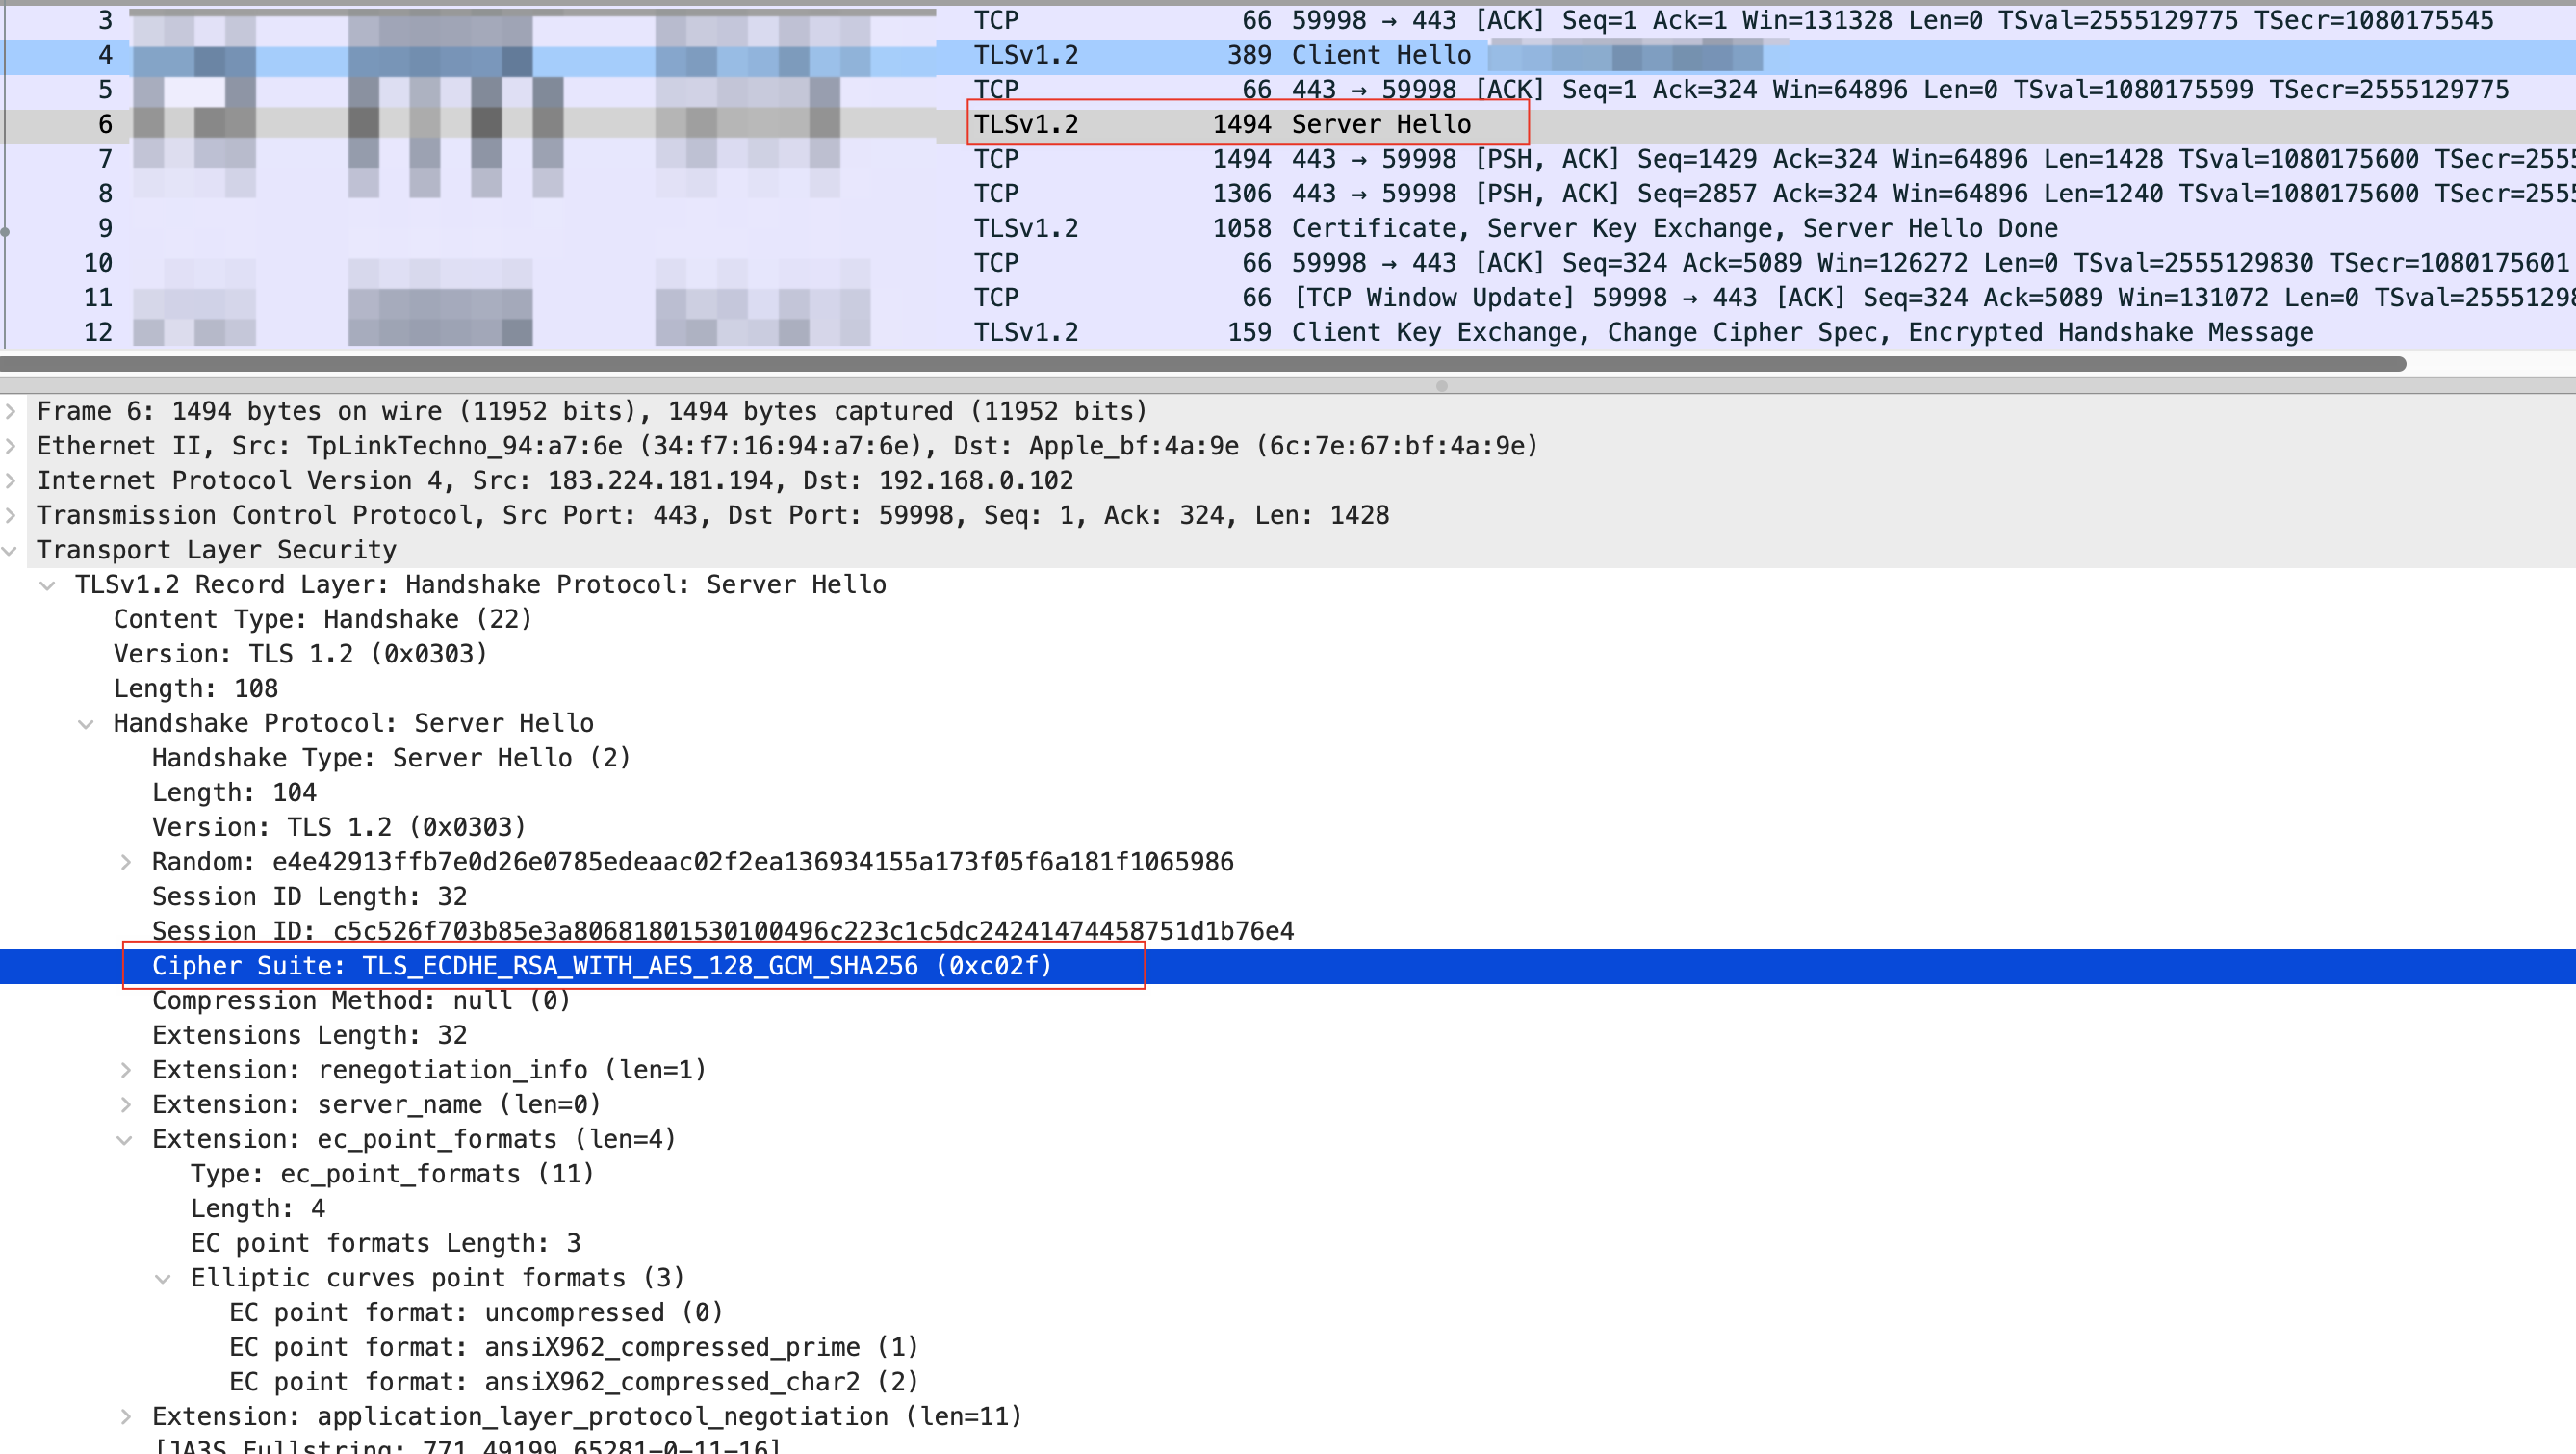 3 TCP 66 59998 → 443 [ACK] Seq=1 Ack=1 Win=131328 Len=0 TSval=2555129775 TSecr=1080175545
4 TLSv1.2 389 Client Hello
5 TCP 66 443 → 59998 [ACK] Seq=1 Ack=324 Win=64896 Len=0 TSval=1080175599 TSecr=2555129775
6 TLSv1.2 1494 Server Hello
7 TCP 1494 443 → 59998 [PSH, ACK] Seq=1429 Ack=324 Win=64896 Len=1428 TSval=1080175600 TSecr=2555
8 TCP 1306 443 → 59998 [PSH, ACK] Seq=2857 Ack=324 Win=64896 Len=1240 TSval=1080175600 TSecr=2555
9 TLSv1.2 1058 Certificate, Server Key Exchange, Server Hello Done
10 TCP 66 59998 → 443 [ACK] Seq=324 Ack=5089 Win=126272 Len=0 TSval=2555129830 TSecr=1080175601
11 TCP 66 [TCP Window Update] 59998 → 443 [ACK] Seq=324 Ack=5089 Win=131072 Len=0 TSval=25551298
12 TLSv1.2 159 Client Key Exchange, Change Cipher Spec, Encrypted Handshake Message
Frame 6: 1494 bytes on wire (11952 bits), 1494 bytes captured (11952 bits)
Ethernet II, Src: TpLinkTechno_94:a7:6e (34:f7:16:94:a7:6e), Dst: Apple_bf:4a:9e (6c:7e:67:bf:4a:9e)
Internet Protocol Version 4, Src: 183.224.181.194, Dst: 192.168.0.102
Transmission Control Protocol, Src Port: 443, Dst Port: 59998, Seq: 1, Ack: 324, Len: 1428
Transport Layer Security
TLSv1.2 Record Layer: Handshake Protocol: Server Hello
Content Type: Handshake (22)
Version: TLS 1.2 (0x0303)
Length: 108
Handshake Protocol: Server Hello
Handshake Type: Server Hello (2)
Length: 104
Version: TLS 1.2 (0x0303)
Random: e4e42913ffb7e0d26e0785edeaac02f2ea136934155a173f05f6a181f1065986
Session ID Length: 32
Session ID: c5c526f703b85e3a80681801530100496c223c1c5dc24241474458751d1b76e4
Cipher Suite: TLS_ECDHE_RSA_WITH_AES_128_GCM_SHA256 (0xc02f)
Compression Method: null (0)
Extensions Length: 32
Extension: renegotiation_info (len=1)
Extension: server_name (len=0)
Extension: ec_point_formats (len=4)
Type: ec_point_formats (11)
Length: 4
EC point formats Length: 3
Elliptic curves point formats (3)
EC point format: uncompressed (0)
EC point format: ansiX962_compressed_prime (1)
EC point format: ansiX962_compressed_char2 (2)
Extension: application_layer_protocol_negotiation (len=11)
[JA3S Fullstring: 771,49199,65281-0-11-16]